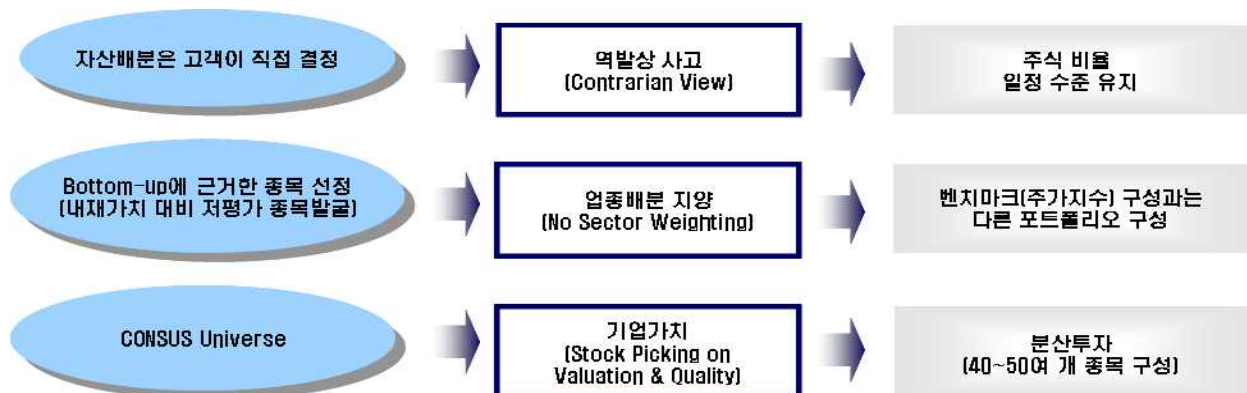 자산배분은 고객이 직접 결정
역발상 사고
(Contrarian View)
주식 비율
일정 수준 유지
Bottom-up에 근거한 종목 선정
(내재가치 대비 저평가 종목발굴)
업종배분 지양
(No Sector Weighting)
벤치마크(주가지수) 구성과는
다른 포트폴리오 구성
CONSUS Universe
기업가치
(Stock Picking on
Valuation & Quality)
분산투자
(40~50여 개 종목 구성)